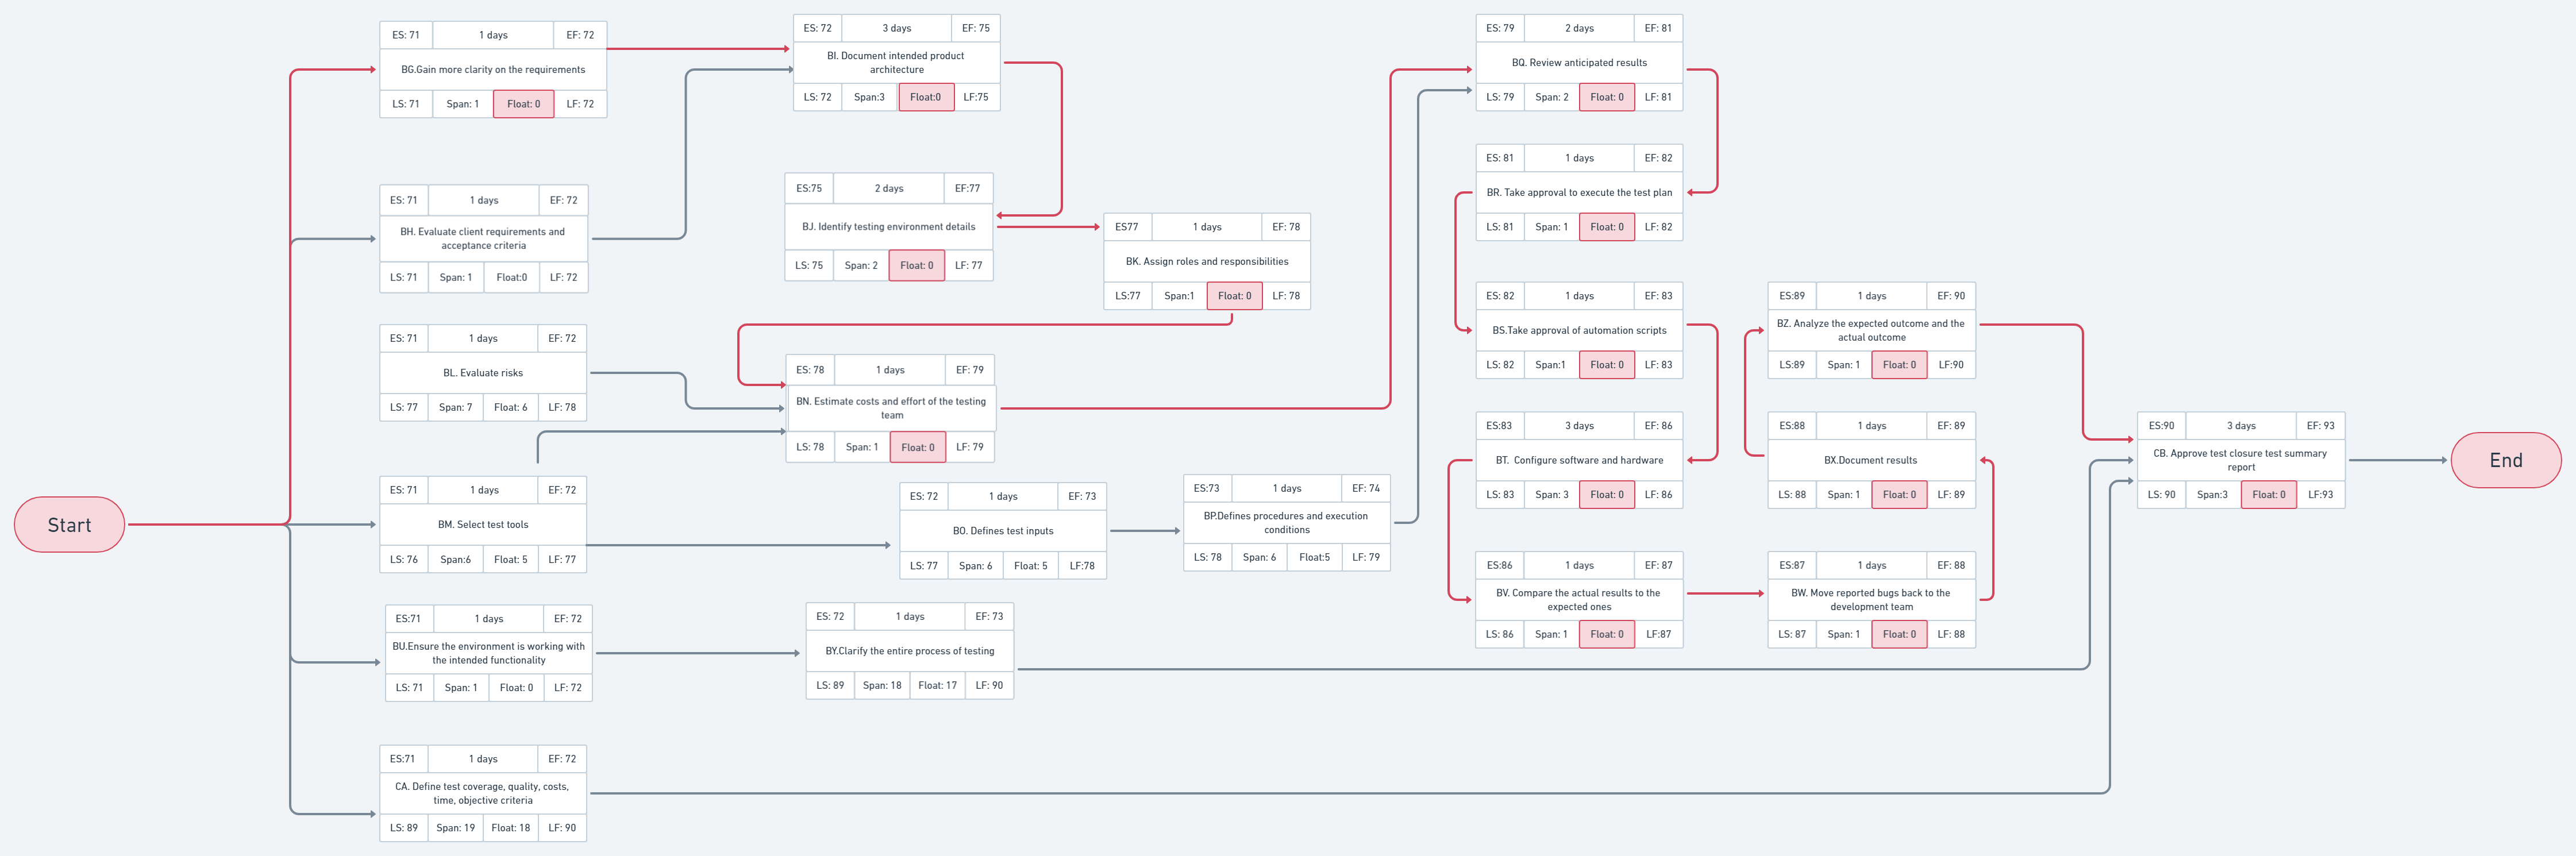 Start
ES: 71 1 days EF: 72
BG.Gain more clarity on the requirements
LS: 71 Span: 1 Float: 0 LF: 72
ES: 71 1 days EF: 72
BH. Evaluate client requirements and
acceptance criteria
LS: 71 Span: 1 Float:0 LF: 72
ES: 71 1 days EF: 72
BL. Evaluate risks
LS: 77 Span: 7 Float: 6 LF: 78
ES: 71 1 days EF: 72
BM. Select test tools
LS: 76 Span:6 Float: 5 LF: 77
ES:71 1 days EF: 72
BU.Ensure the environment is working with
the intended functionality
LS: 71 Span: 1 Float: 0 LF: 72
ES:71 1 days EF: 72
CA. Define test coverage, quality, costs,
time, objective criteria
LS: 89 Span: 19 Float: 18 LF: 90
ES: 72 3 days EF: 75
BI. Document intended product
architecture
LS: 72 Span:3 Float:0 LF:75
ES:75 2 days EF:77
BJ. Identify testing environment details
LS: 75 Span: 2 Float: 0 LF: 77
ES77 1 days EF: 78
BK. Assign roles and responsibilities
LS:77 Span:1 Float: 0 LF: 78
ES: 78 1 days EF: 79
BN. Estimate costs and effort of the testing
team
LS: 78 Span: 1 Float: 0 LF: 79
ES: 72 1 days EF: 73
BO. Defines test inputs
LS: 77 Span: 6 Float: 5 LF:78
ES:73 1 days EF: 74
BP.Defines procedures and execution
conditions
LS: 78 Span: 6 Float:5 LF: 79
ES: 72 1 days EF: 73
BY.Clarify the entire process of testing
LS: 89 Span: 18 Float: 17 LF: 90
ES: 79 2 days EF: 81
BQ. Review anticipated results
LS: 79 Span: 2 Float: 0 LF: 81
ES: 81 1 days EF: 82
BR. Take approval to execute the test plan
LS: 81 Span: 1 Float: 0 LF: 82
ES: 82 1 days EF: 83
BS.Take approval of automation scripts
LS: 82 Span:1 Float: 0 LF: 83
ES:83 3 days EF: 86
BT. Configure software and hardware
LS: 83 Span: 3 Float: 0 LF: 86
ES:86 1 days EF: 87
BV. Compare the actual results to the
expected ones
LS: 86 Span: 1 Float: 0 LF:87
ES:87 1 days EF: 88
BW. Move reported bugs back to the
development team
LS: 87 Span: 1 Float: 0 LF: 88
ES:88 1 days EF: 89
BX.Document results
LS: 88 Span: 1 Float: 0 LF: 89
ES:89 1 days EF: 90
BZ. Analyze the expected outcome and the
actual outcome
LS:89 Span: 1 Float: 0 LF:90
ES:90 3 days EF: 93
CB. Approve test closure test summary
report
LS: 90 Span:3 Float: 0 LF:93
End